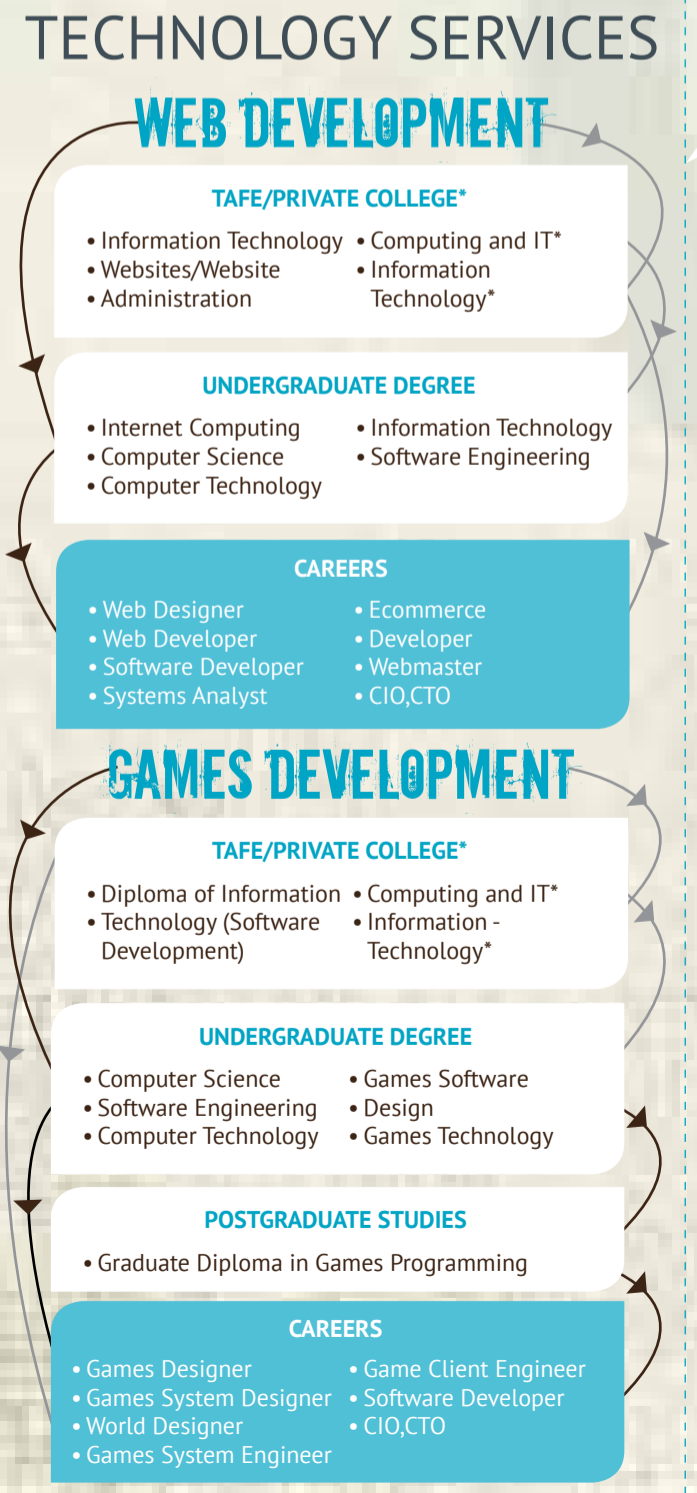 TECHNOLOGY SERVICES
WEB DEVELOPMENT
TAFE/PRIVATE COLLEGE*
• Information Technology
• Websites/Website
• Administration
• Computing and IT*
• Information
Technology*
UNDERGRADUATE DEGREE
• Internet Computing
• Computer Science
• Computer Technology
• Information Technology
• Software Engineering
CAREERS
• Web Designer
• Web Developer
• Software Developer
• Systems Analyst
• Ecommerce
• Developer
• Webmaster
• CIO,CTO
GAMES DEVELOPMENT
TAFE/PRIVATE COLLEGE*
• Diploma of Information
• Technology (Software
Development)
• Computing and IT*
• Information -
Technology*
UNDERGRADUATE DEGREE
• Computer Science
• Software Engineering
• Computer Technology
• Games Software
• Design
• Games Technology
POSTGRADUATE STUDIES
• Graduate Diploma in Games Programming
CAREERS
• Games Designer
• Games System Designer
• World Designer
• Games System Engineer
• Game Client Engineer
• Software Developer
• CIO,CTO